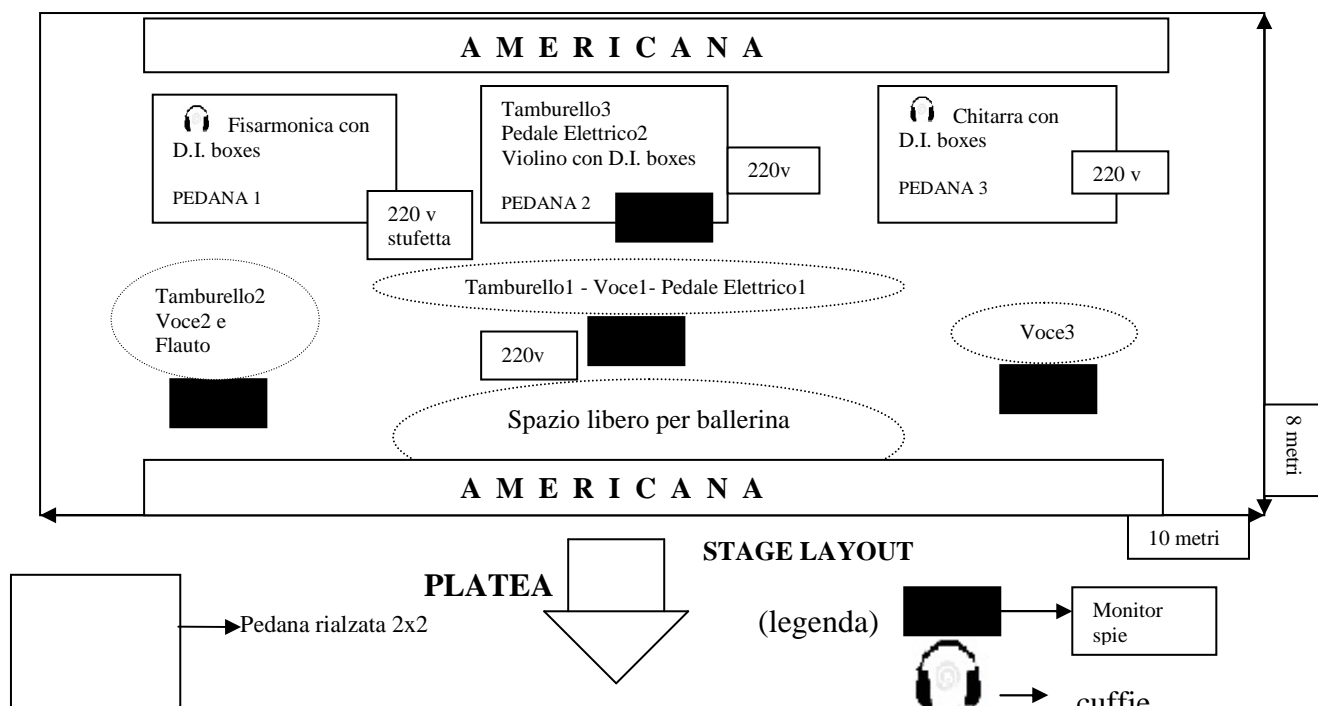 A M E R I C A N A
Fisarmonica con
D.I. boxes
PEDANA 1
220 v
stufetta
Tamburello3
Pedale Elettrico2
Violino con D.I. boxes
PEDANA 2
220v
Chitarra con
D.I. boxes
PEDANA 3
220 v
Tamburello2
Voce2 e
Flauto
Tamburello1 - Voce1- Pedale Elettrico1
220v
Voce3
Spazio libero per ballerina
8 metri
A M E R I C A N A
10 metri
STAGE LAYOUT
PLATEA
Pedana rialzata 2x2
(legenda)
Monitor
spie
cuffie